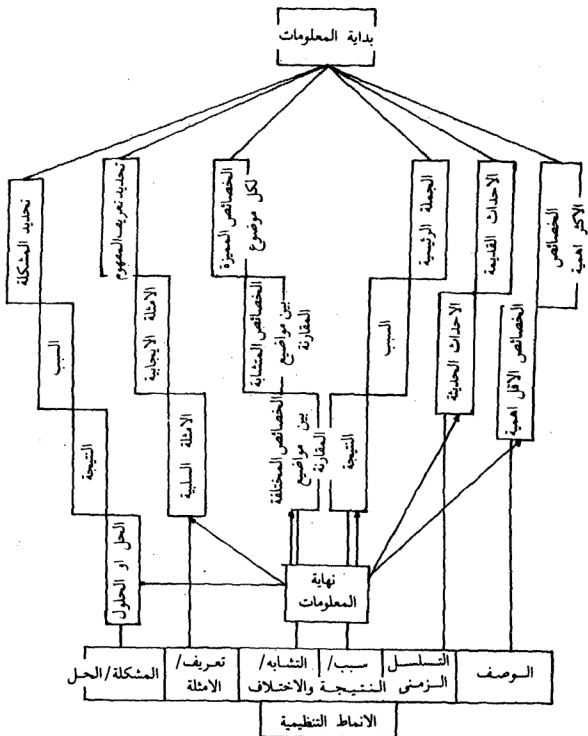 بداية المعلومات
الخصائص
الاكثر اهمية
الخصائص الاقل اهمية
الاحداث القديمة
الاحداث الحديثة
الجملة الرئيسية
السبب
النتيجة
الخصائص المميزة
لكل موضوع
الخصائص المتشابة
بين مواضيع
المقارنة
الخصائص المختلفة
بين مواضيع
المقارنة
تحديد تعريف المفهوم
الامثلة الايجابية
الامثلة السلبية
تحديد المشكلة
السبب
النتيجة
الحل او الحلول
نهاية
المعلومات
الوصف
التسلسل
الزمنى
سبب/
النتيجة
التشابه/
والاختلاف
تعريف/
الامثلة
المشكلة/الحل
الانماط التنظيمية